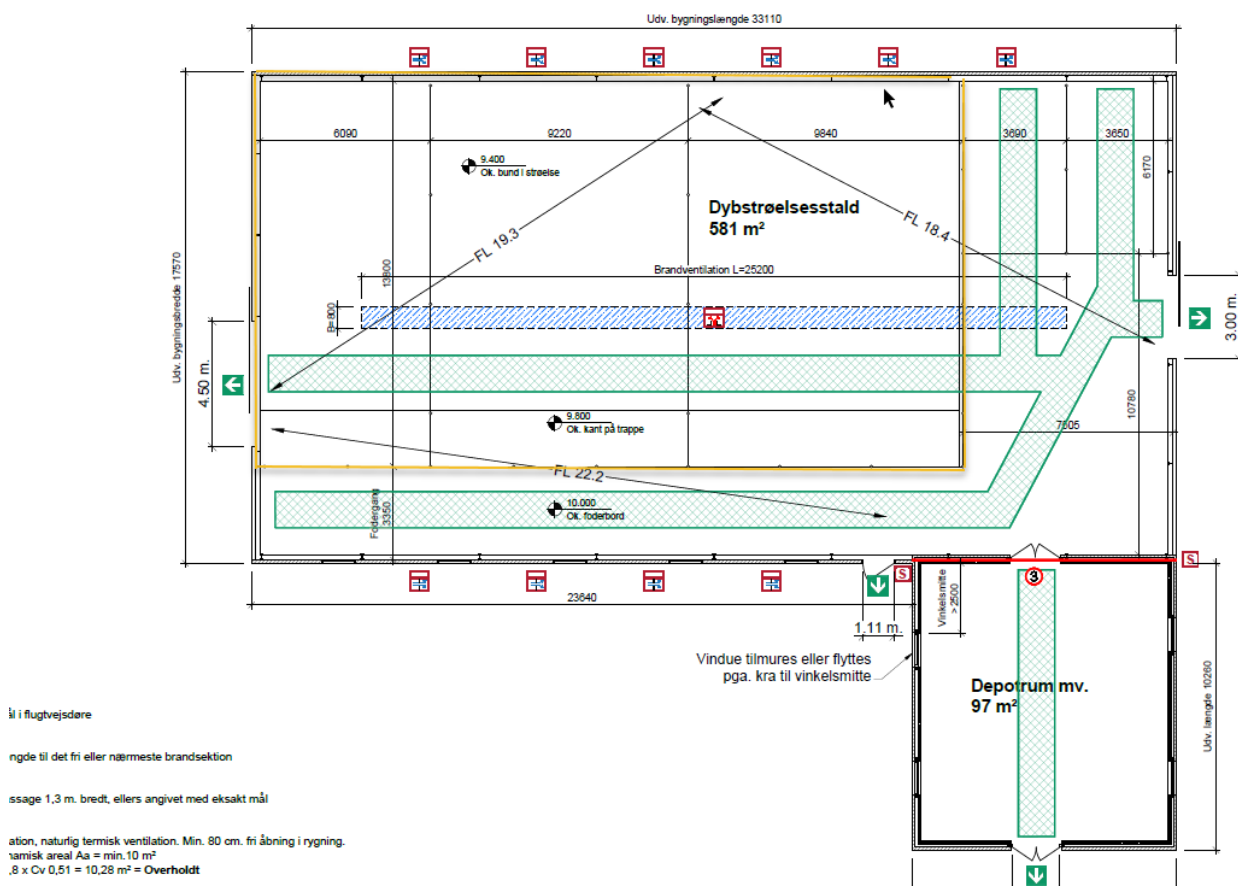 Udv. bygningslængde 33110
6090
9220
9840
3690
3650
9.400
Ok. bund i strøelse
6170
Dybstrøelsesstald
581 m²
FL 19.3
FL 18.4
Udv. bygningsbredde 17570
13800
Brandventilation L=25200
B=800
4.50 m.
3.00 m.
9.800
Ok. kant på trappe
10780
7605
FL 22.2
Fodergang
3350
10.000
Ok. foderbord
S
S
3
23640
1.11 m.
Vinkelsmitte
> 2500
Vindue tilmures eller flyttes
pga. kra til vinkelsmitte
Depotrum mv.
97 m²
Udv. længde 10260
ål i flugtvejsdøre
ngde til det fri eller nærmeste brandsektion
ssage 1,3 m. bredt, ellers angivet med eksakt mål
ation, naturlig termisk ventilation. Min. 80 cm. fri åbning i rygning.
namisk areal Aa = min.10 m²
,8 x Cv 0,51 = 10,28 m² = Overholdt